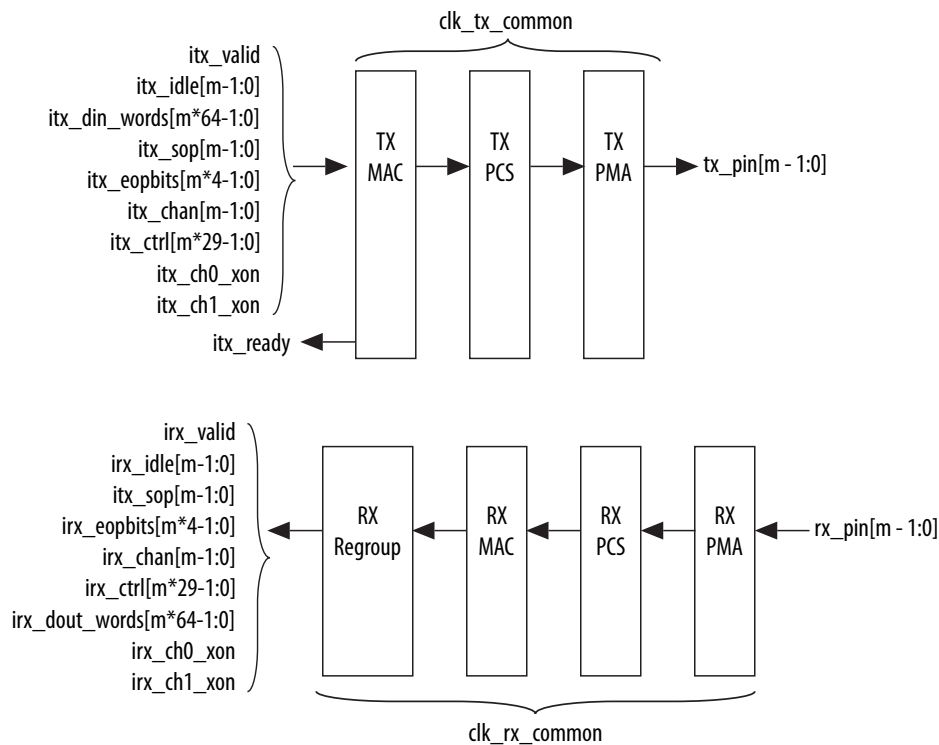 clk_tx_common
itx_valid
itx_idle[m-1:0]
itx_din_words[m*64-1:0]
itx_sop[m-1:0]
itx_eopbits[m*4-1:0]
itx_chan[m-1:0]
itx_ctrl[m*29-1:0]
itx_ch0_xon
itx_ch1_xon
itx_ready
TX
MAC
TX
PCS
TX
PMA
tx_pin[m - 1:0]
irx_valid
irx_idle[m-1:0]
itx_sop[m-1:0]
irx_eopbits[m*4-1:0]
irx_chan[m-1:0]
irx_ctrl[m*29-1:0]
irx_dout_words[m*64-1:0]
irx_ch0_xon
irx_ch1_xon
RX
Regroup
RX
MAC
RX
PCS
RX
PMA
rx_pin[m - 1:0]
clk_rx_common